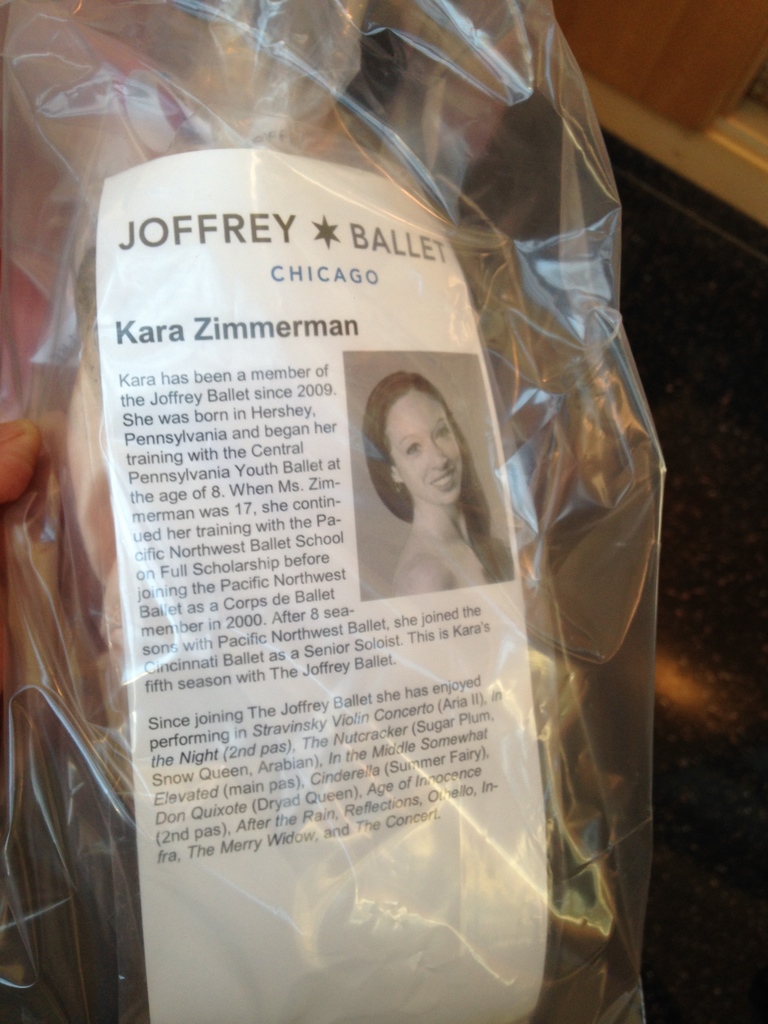 JOFFREY ★ BALLET
CHICAGO
Kara Zimmerman
Kara has been a member of
the Joffrey Ballet since 2009.
She was born in Hershey,
Pennsylvania and began her
training with the Central
Pennsylvania Youth Ballet at
the age of 8. When Ms. Zim-
merman was 17, she contin-
ued her training with the Pa-
cific Northwest Ballet School
on Full Scholarship before
joining the Pacific Northwest
Ballet as a Corps de Ballet
member in 2000. After 8 sea-
sons with Pacific Northwest Ballet, she joined the
Cincinnati Ballet as a Senior Soloist. This is Kara's
fifth season with The Joffrey Ballet.
Since joining The Joffrey Ballet she has enjoyed
performing in Stravinsky Violin Concerto (Aria II), In
the Night (2nd pas), The Nutcracker (Sugar Plum,
Snow Queen, Arabian), In the Middle Somewhat
Elevated (main pas), Cinderella (Summer Fairy),
Don Quixote (Dryad Queen), Age of Innocence
(2nd pas), After the Rain, Reflections, Othello, In-
fra, The Merry Widow, and The Concert.